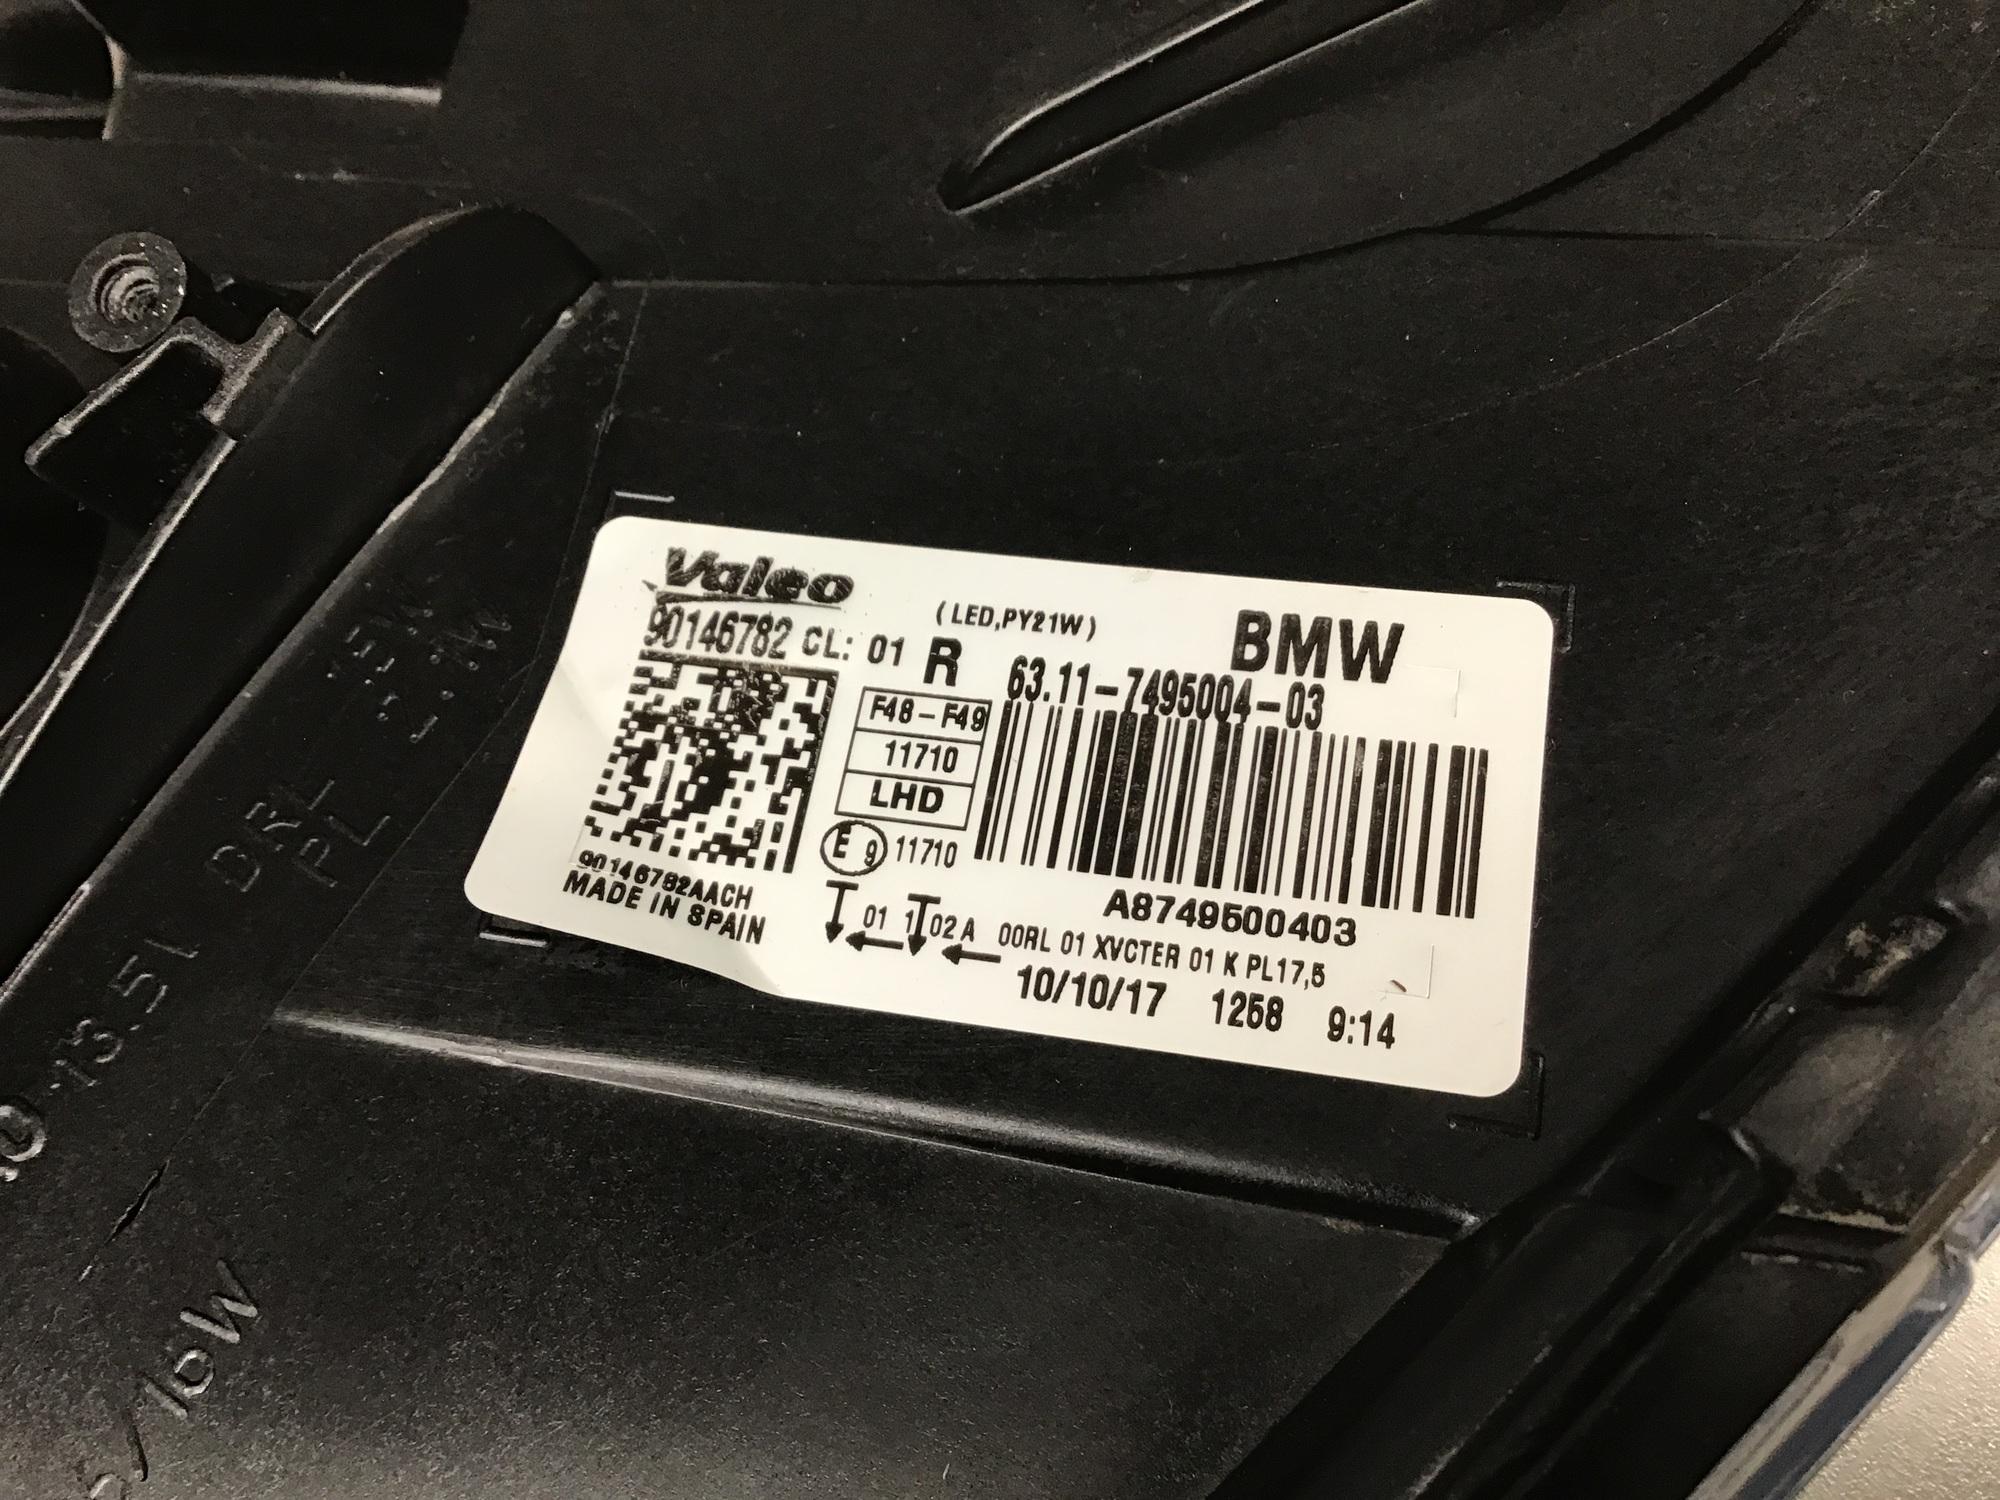 Valeo
(LED,PY21W)
BMW
90146782 CL: 01 R
63.11-7495004-03
F48-F49
11710
LHD
E 9 11710
90146782AACH
MADE IN SPAIN
A8749500403
01 1 02 A 00RL 01 XVCTER 01 K PL17,5
10/10/17 1258 9:14
DRL
PL